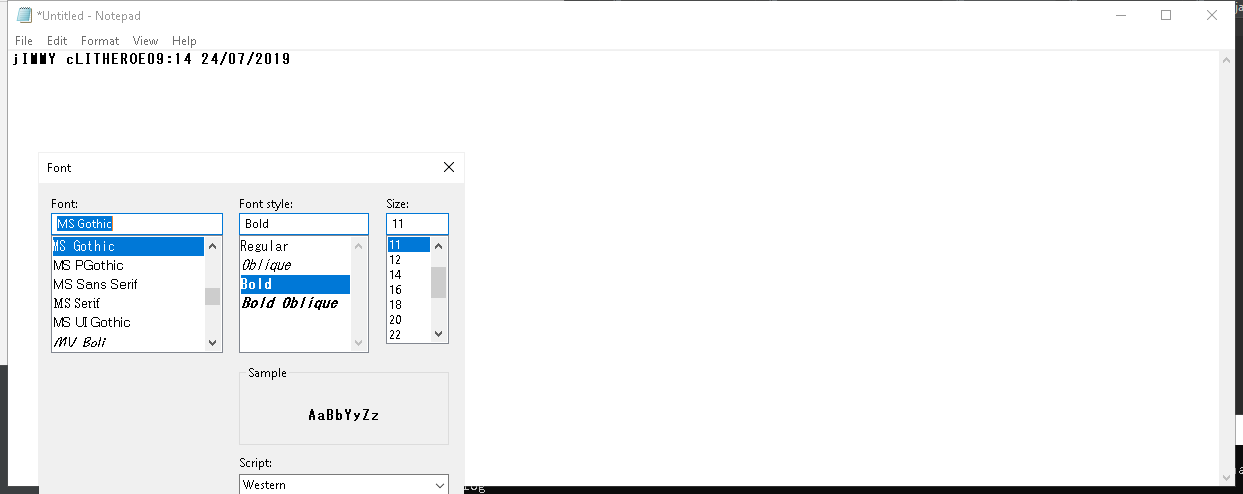 *Untitled - Notepad
File Edit Format View Help
jIMMY cLITHEROE09:14 24/07/2019
Font
Font: Font style: Size:
MS Gothic Bold 11
MS Gothic Regular 11
MS PGothic Oblique 12
MS Sans Serif Bold 14
MS Serif Bold Oblique 16
MS UI Gothic 18
MV Boli 20
22
Sample
AaBbYyZz
Script:
Western